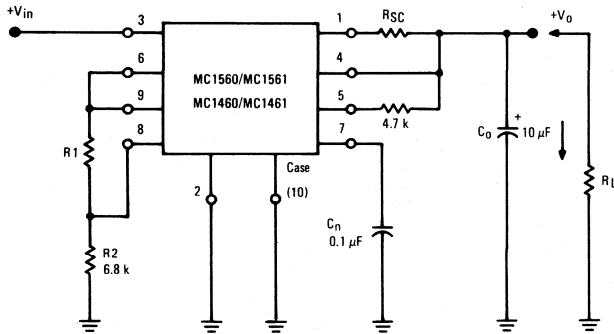 +Vin
3
1
RSC
+Vo
6
MC1560/MC1561
4
9
MC1460/MC1461
5
4.7 k
8
7
Co
+
10 µF
R1
Case
2
(10)
RL
Cn
0.1 µF
R2
6.8 k